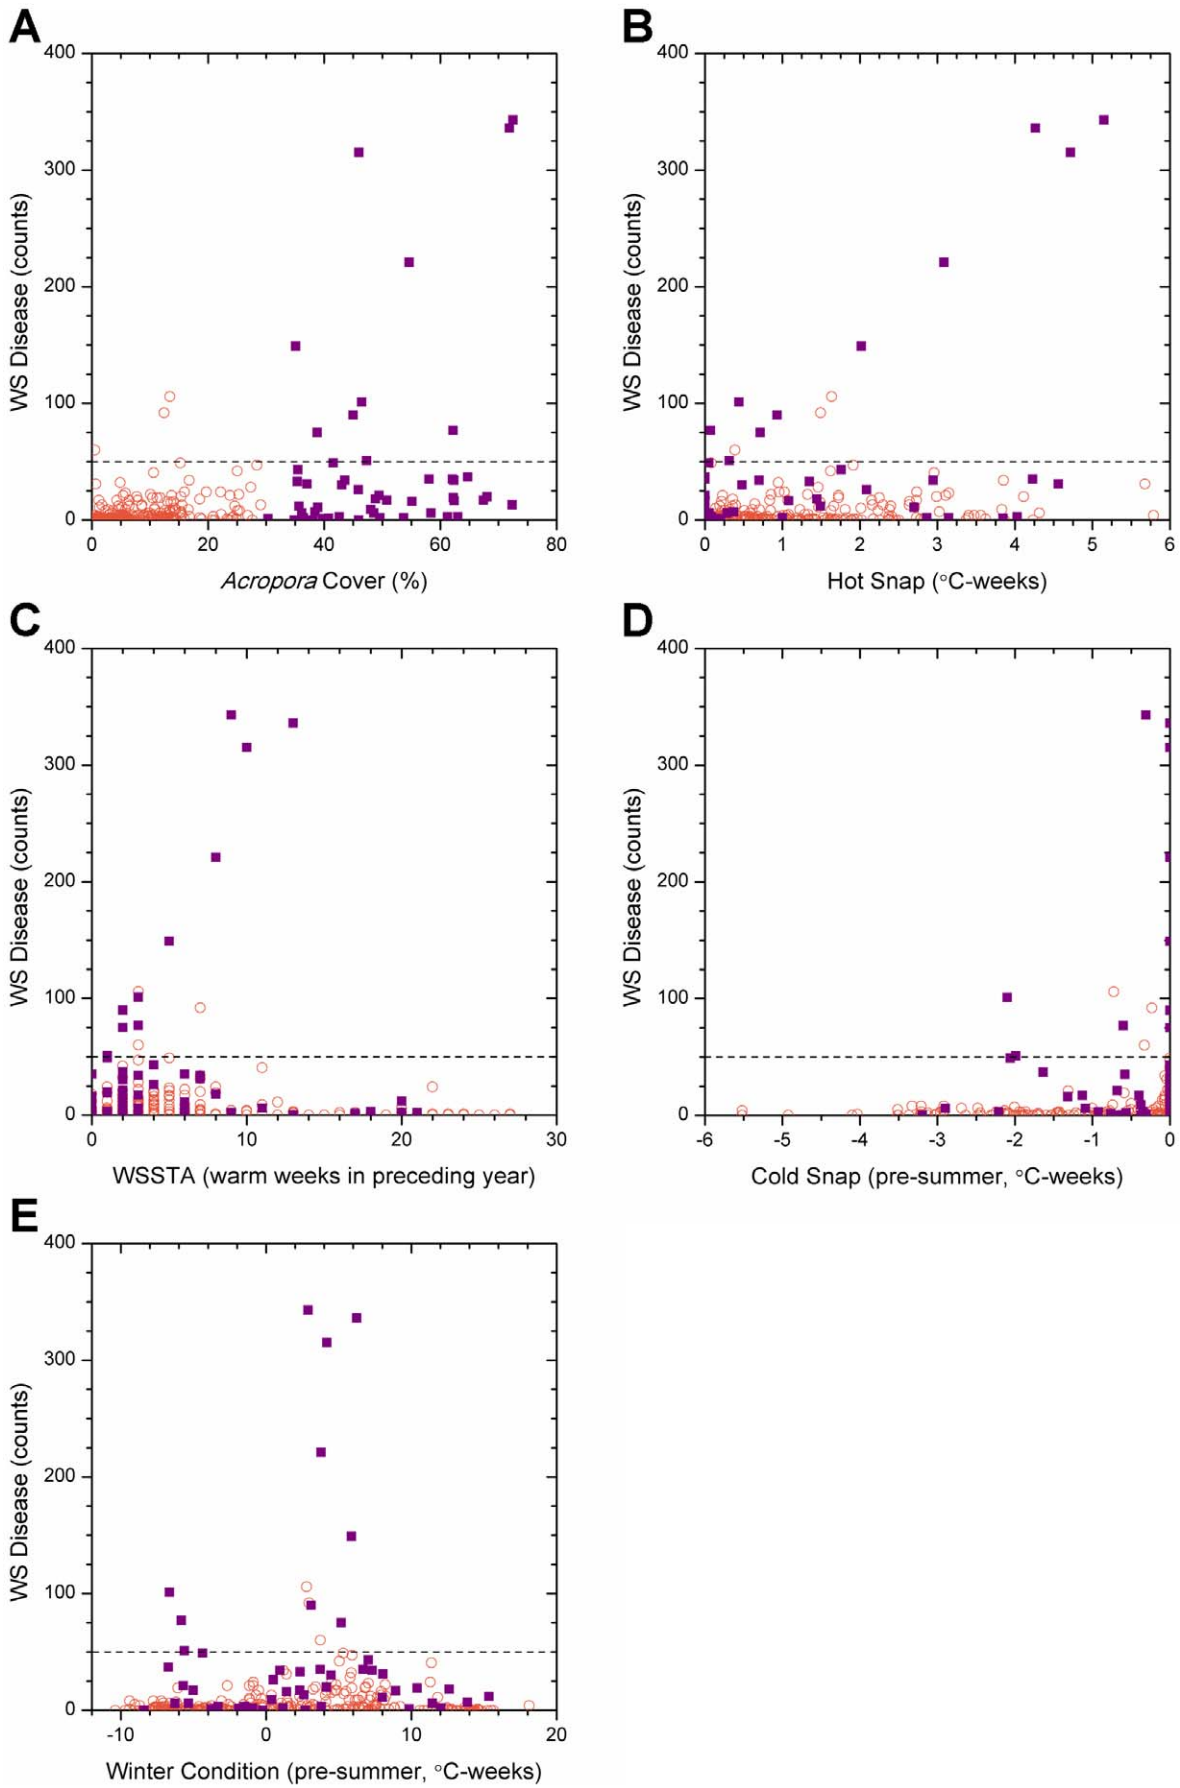 A
400
300
200
100
0
WS Disease (counts)
0 20 40 60 80
Acropora Cover (%)
B
400
300
200
100
0
WS Disease (counts)
0 1 2 3 4 5 6
Hot Snap (°C-weeks)
C
400
300
200
100
0
WS Disease (counts)
0 10 20 30
WSSTA (warm weeks in preceding year)
D
400
300
200
100
0
WS Disease (counts)
-6 -5 -4 -3 -2 -1 0
Cold Snap (pre-summer, °C-weeks)
E
400
300
200
100
0
WS Disease (counts)
-10 0 10 20
Winter Condition (pre-summer, °C-weeks)